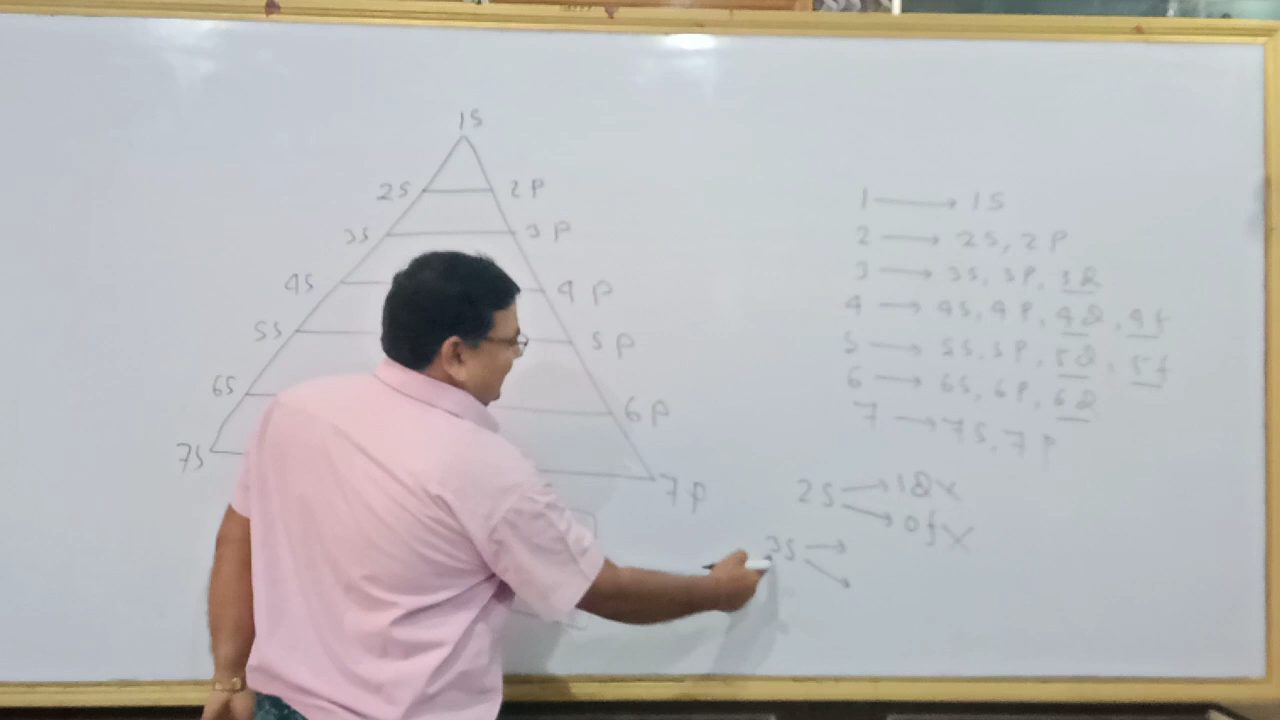 1S
2S 2P
3S 3P
4S 4P
5S 5P
6S 6P
7S 7P
1 → 1S
2 → 2S, 2P
3 → 3S, 3P, 3d
4 → 4S, 4P, 4d, 4f
5 → 5S, 5P, 5d, 5f
6 → 6S, 6P, 6d
7 → 7S, 7P
2S → 1d x
→ 0f x
3S →
→